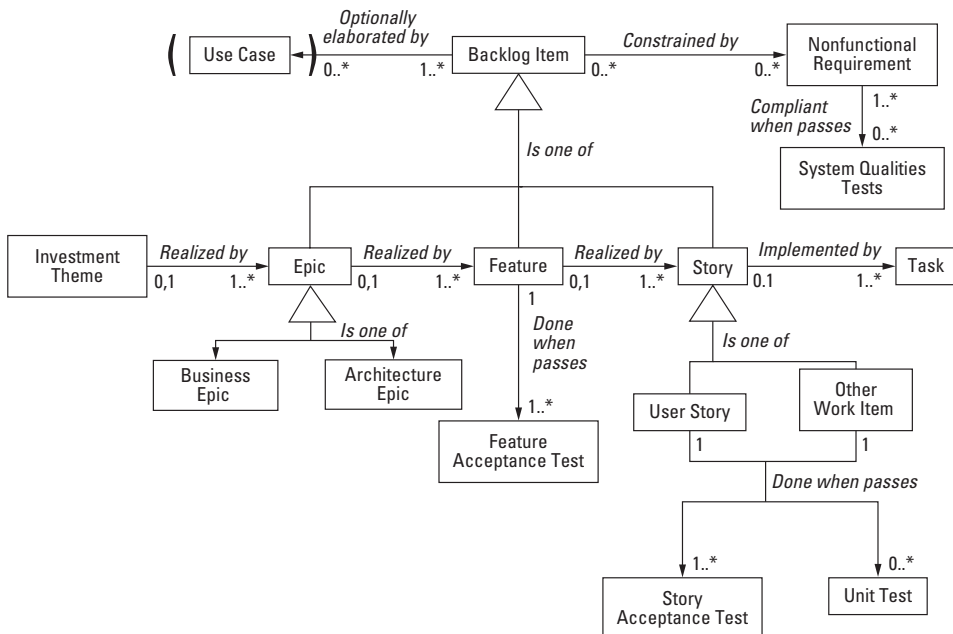 Optionally
elaborated by
( Use Case )
0..*
1..*
Backlog Item
Constrained by
0..*
0..*
Nonfunctional
Requirement
1..*
Compliant
when passes
0..*
System Qualities
Tests
Is one of
Investment
Theme
Realized by
0,1
1..*
Epic
Realized by
0,1
1..*
Feature
Realized by
0,1
1..*
Story
Implemented by
0.1
1..*
Task
Is one of
Business
Epic
Architecture
Epic
1
Done
when
passes
1..*
Feature
Acceptance Test
Is one of
User Story
Other
Work Item
1
1
Done when passes
1..*
Story
Acceptance Test
0..*
Unit Test